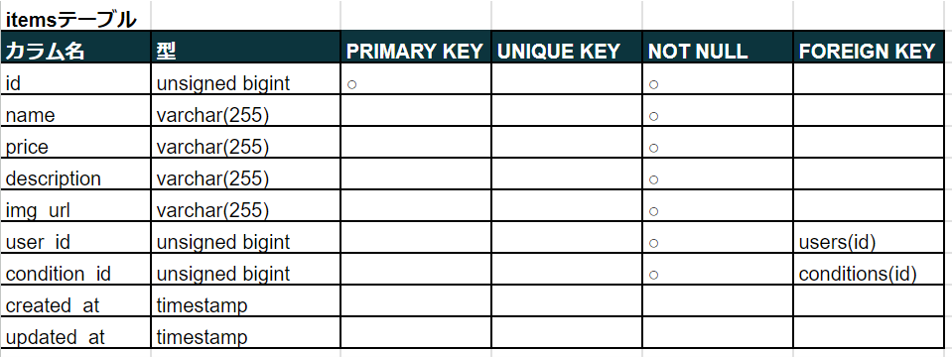 itemsテーブル
カラム名 型 PRIMARY KEY UNIQUE KEY NOT NULL FOREIGN KEY
id unsigned bigint ○ ○
name varchar(255) ○
price varchar(255) ○
description varchar(255) ○
img_url varchar(255) ○
user_id unsigned bigint ○ users(id)
condition_id unsigned bigint ○ conditions(id)
created_at timestamp
updated_at timestamp